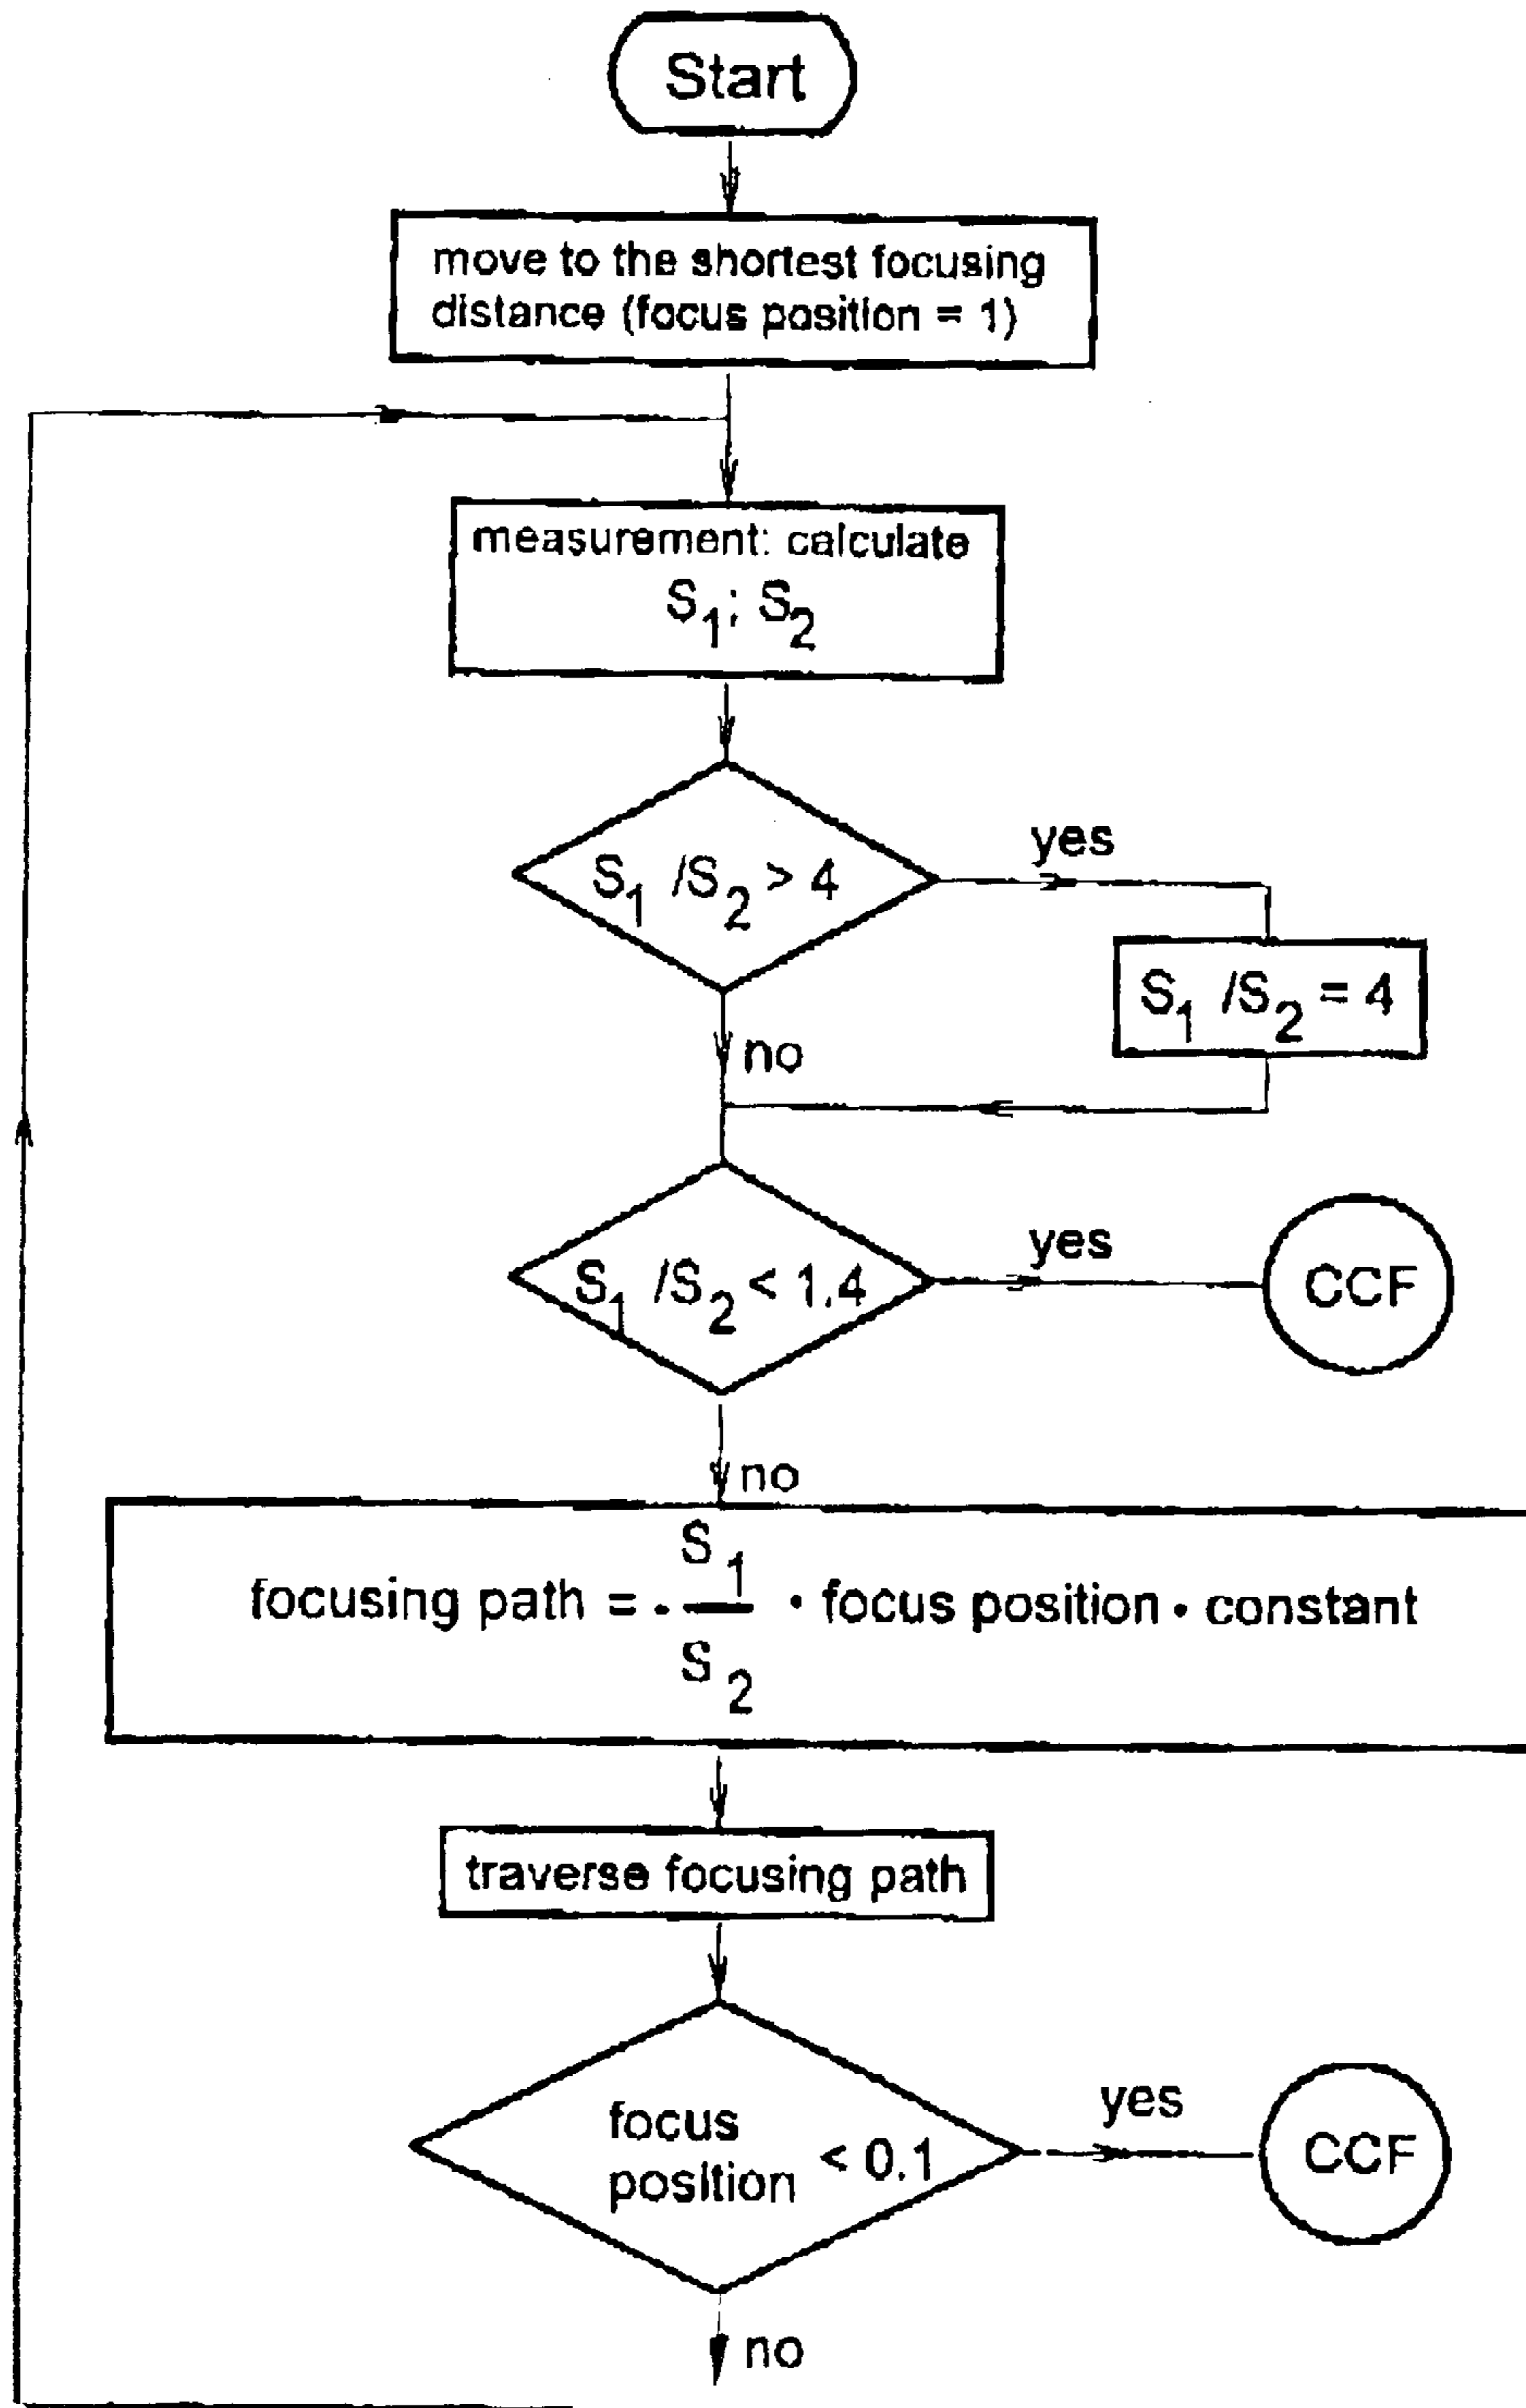 Start
move to the shortest focusing
distance (focus position = 1)
measurement: calculate
S1; S2
S1 /S2 > 4
yes
S1 /S2 = 4
no
S1 /S2 < 1.4
yes
CCF
no
focusing path = - S1/S2 · focus position · constant
traverse focusing path
focus
position < 0.1
yes
CCF
no